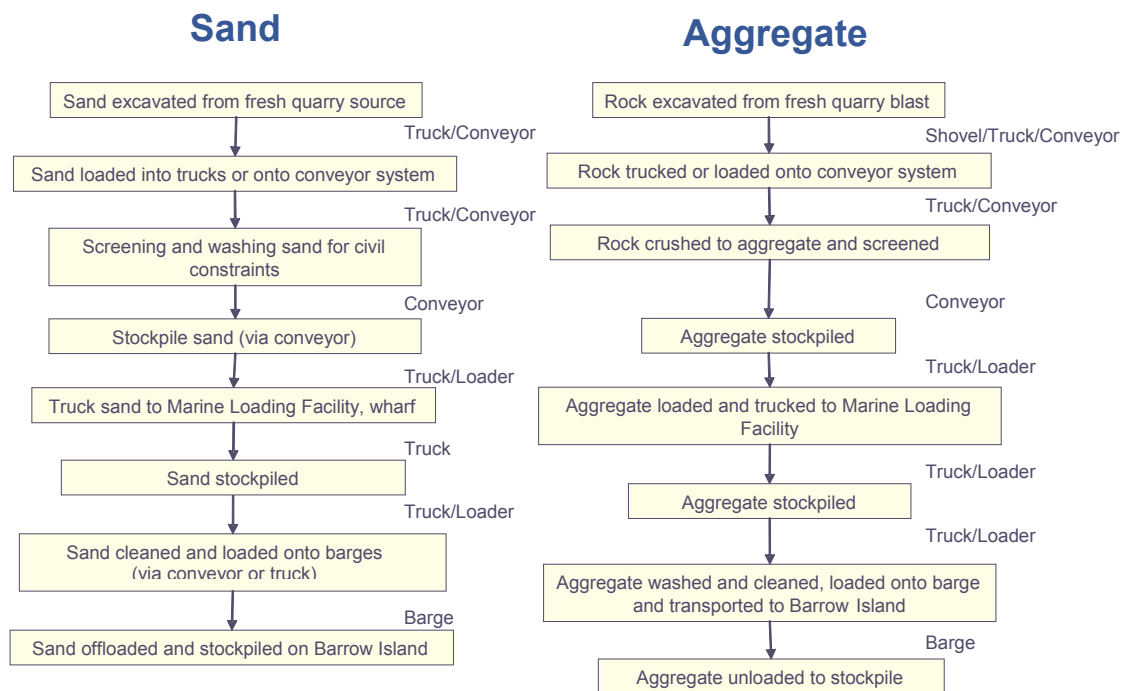 Sand
Sand excavated from fresh quarry source
Truck/Conveyor
Sand loaded into trucks or onto conveyor system
Truck/Conveyor
Screening and washing sand for civil
constraints
Conveyor
Stockpile sand (via conveyor)
Truck/Loader
Truck sand to Marine Loading Facility, wharf
Truck
Sand stockpiled
Truck/Loader
Sand cleaned and loaded onto barges
(via conveyor or truck)
Barge
Sand offloaded and stockpiled on Barrow Island
Aggregate
Rock excavated from fresh quarry blast
Shovel/Truck/Conveyor
Rock trucked or loaded onto conveyor system
Truck/Conveyor
Rock crushed to aggregate and screened
Conveyor
Aggregate stockpiled
Truck/Loader
Aggregate loaded and trucked to Marine Loading
Facility
Truck/Loader
Aggregate stockpiled
Truck/Loader
Aggregate washed and cleaned, loaded onto barge
and transported to Barrow Island
Barge
Aggregate unloaded to stockpile